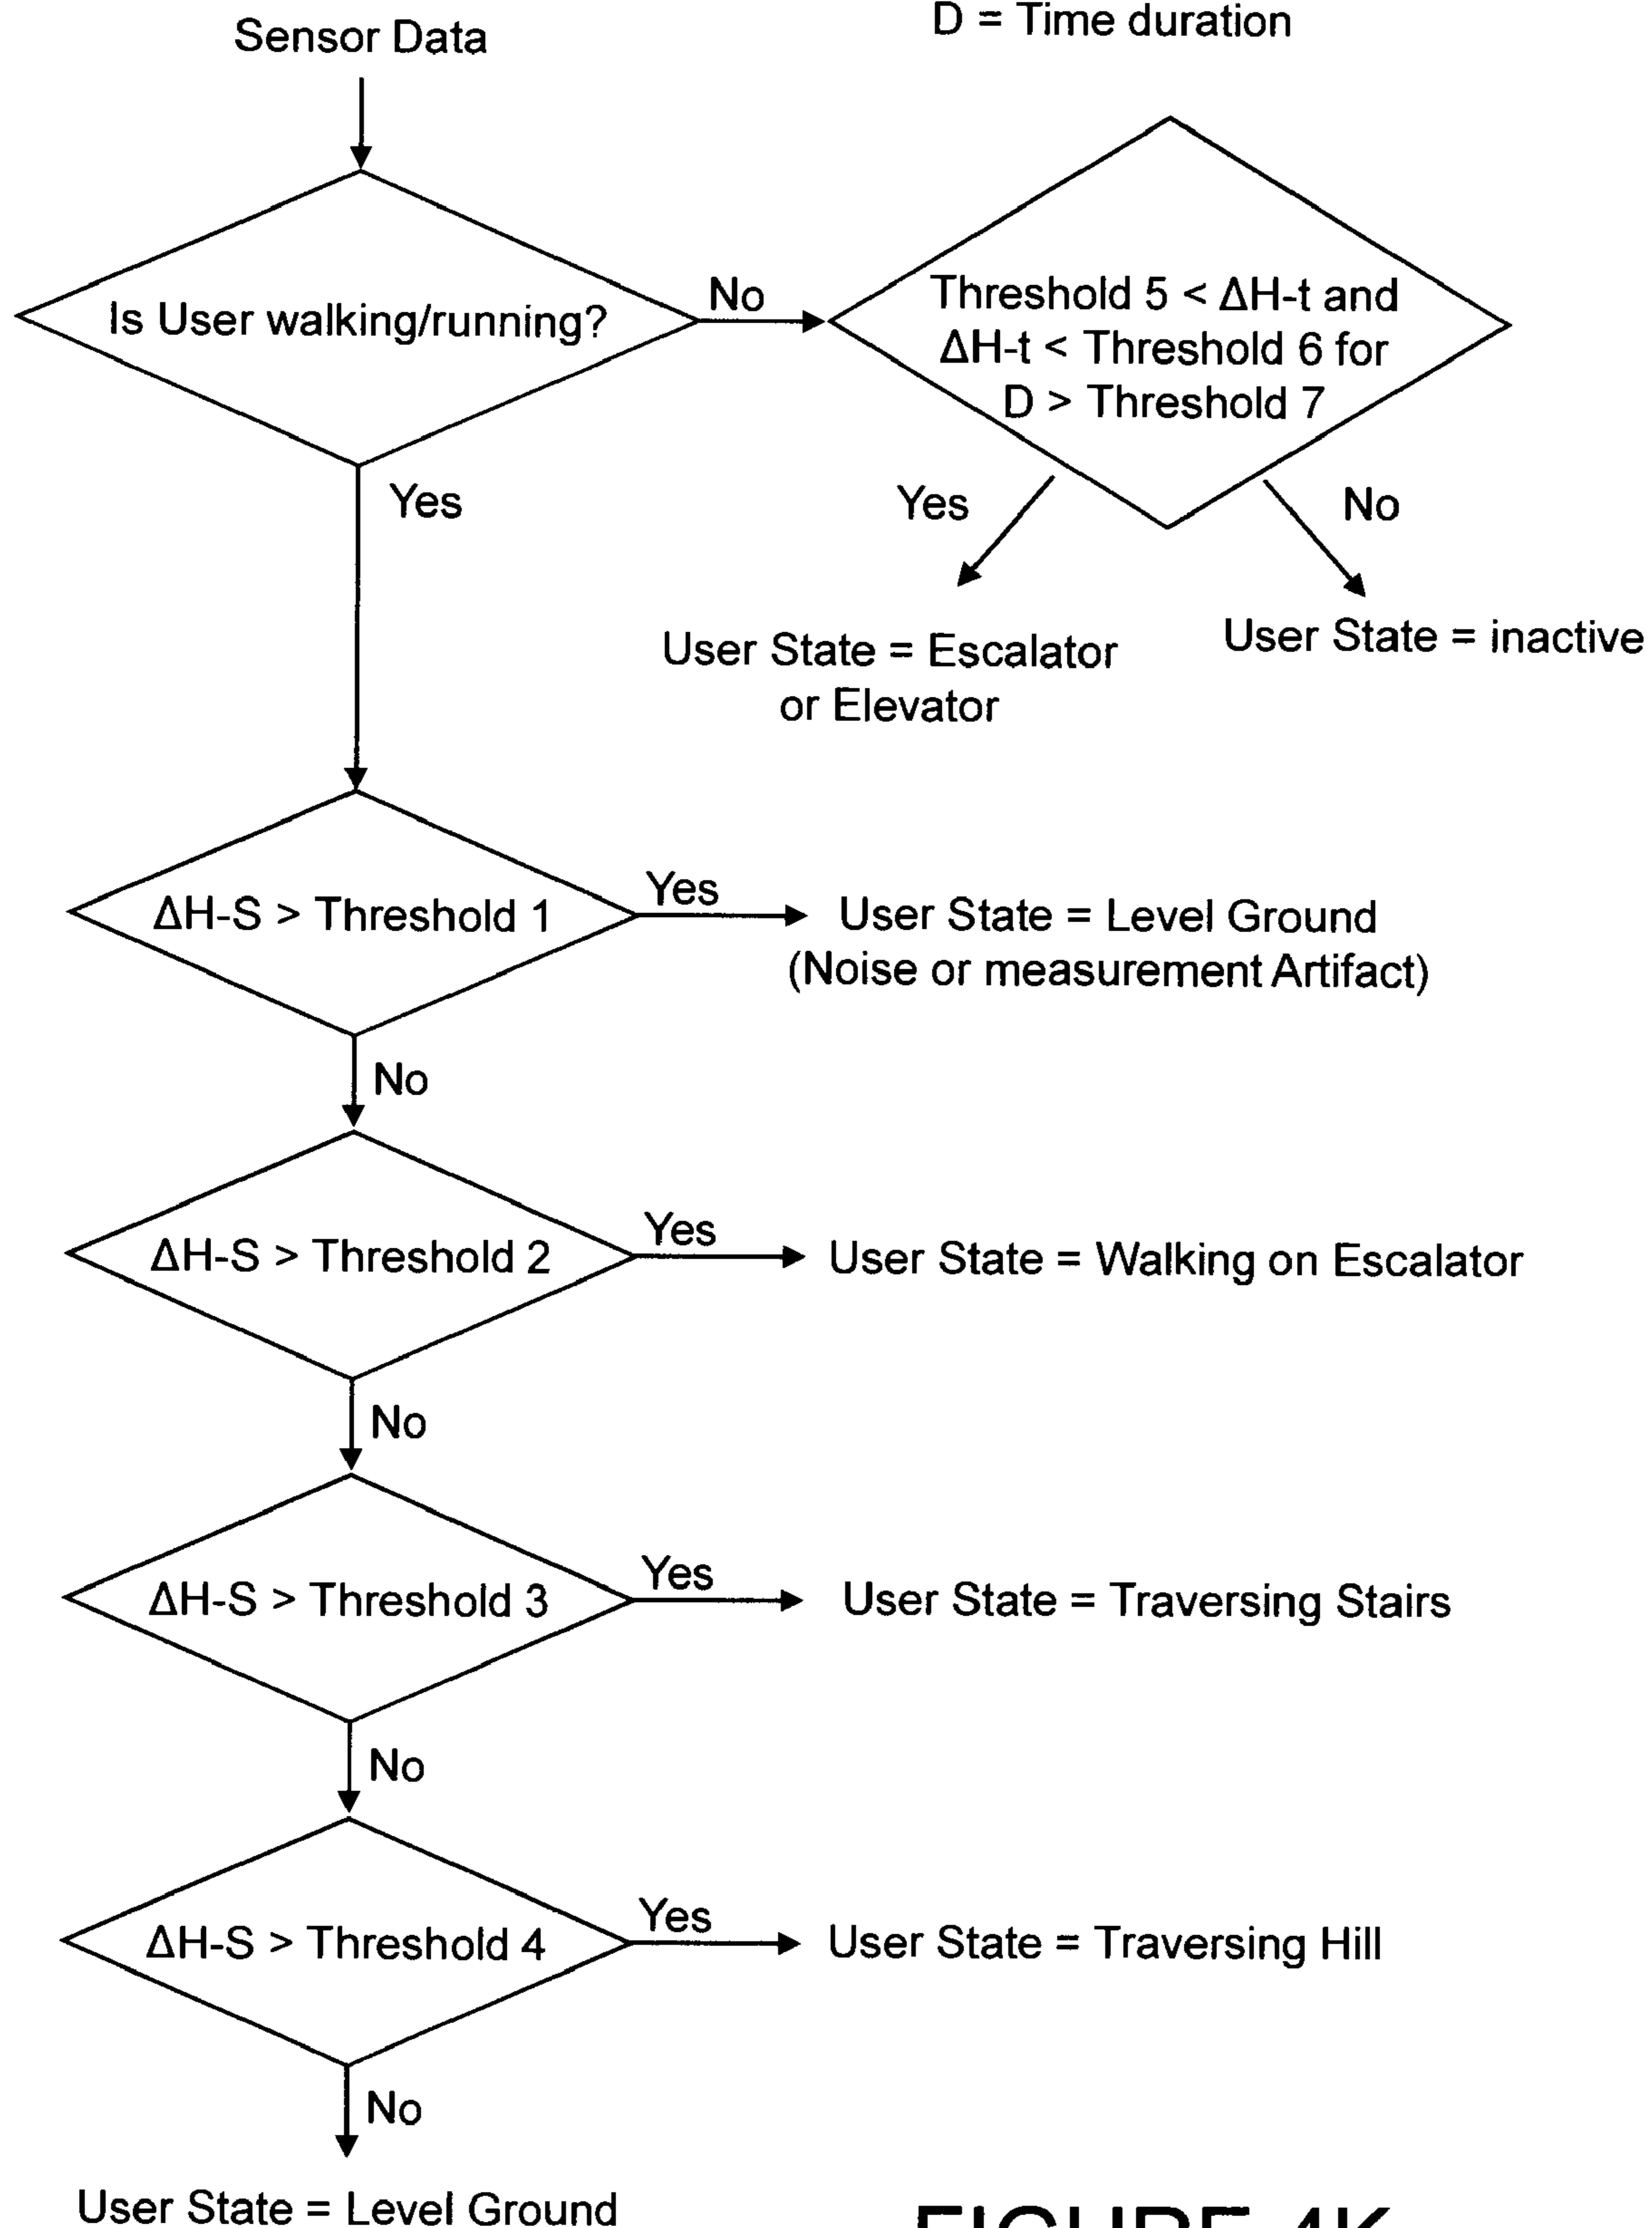 Sensor Data
D = Time duration
Is User walking/running?
No
Threshold 5 < ΔH-t and
ΔH-t < Threshold 6 for
D > Threshold 7
Yes
Yes
No
User State = Escalator
or Elevator
User State = inactive
ΔH-S > Threshold 1
Yes
User State = Level Ground
(Noise or measurement Artifact)
No
ΔH-S > Threshold 2
Yes
User State = Walking on Escalator
No
ΔH-S > Threshold 3
Yes
User State = Traversing Stairs
No
ΔH-S > Threshold 4
Yes
User State = Traversing Hill
No
User State = Level Ground
FIGURE 4K